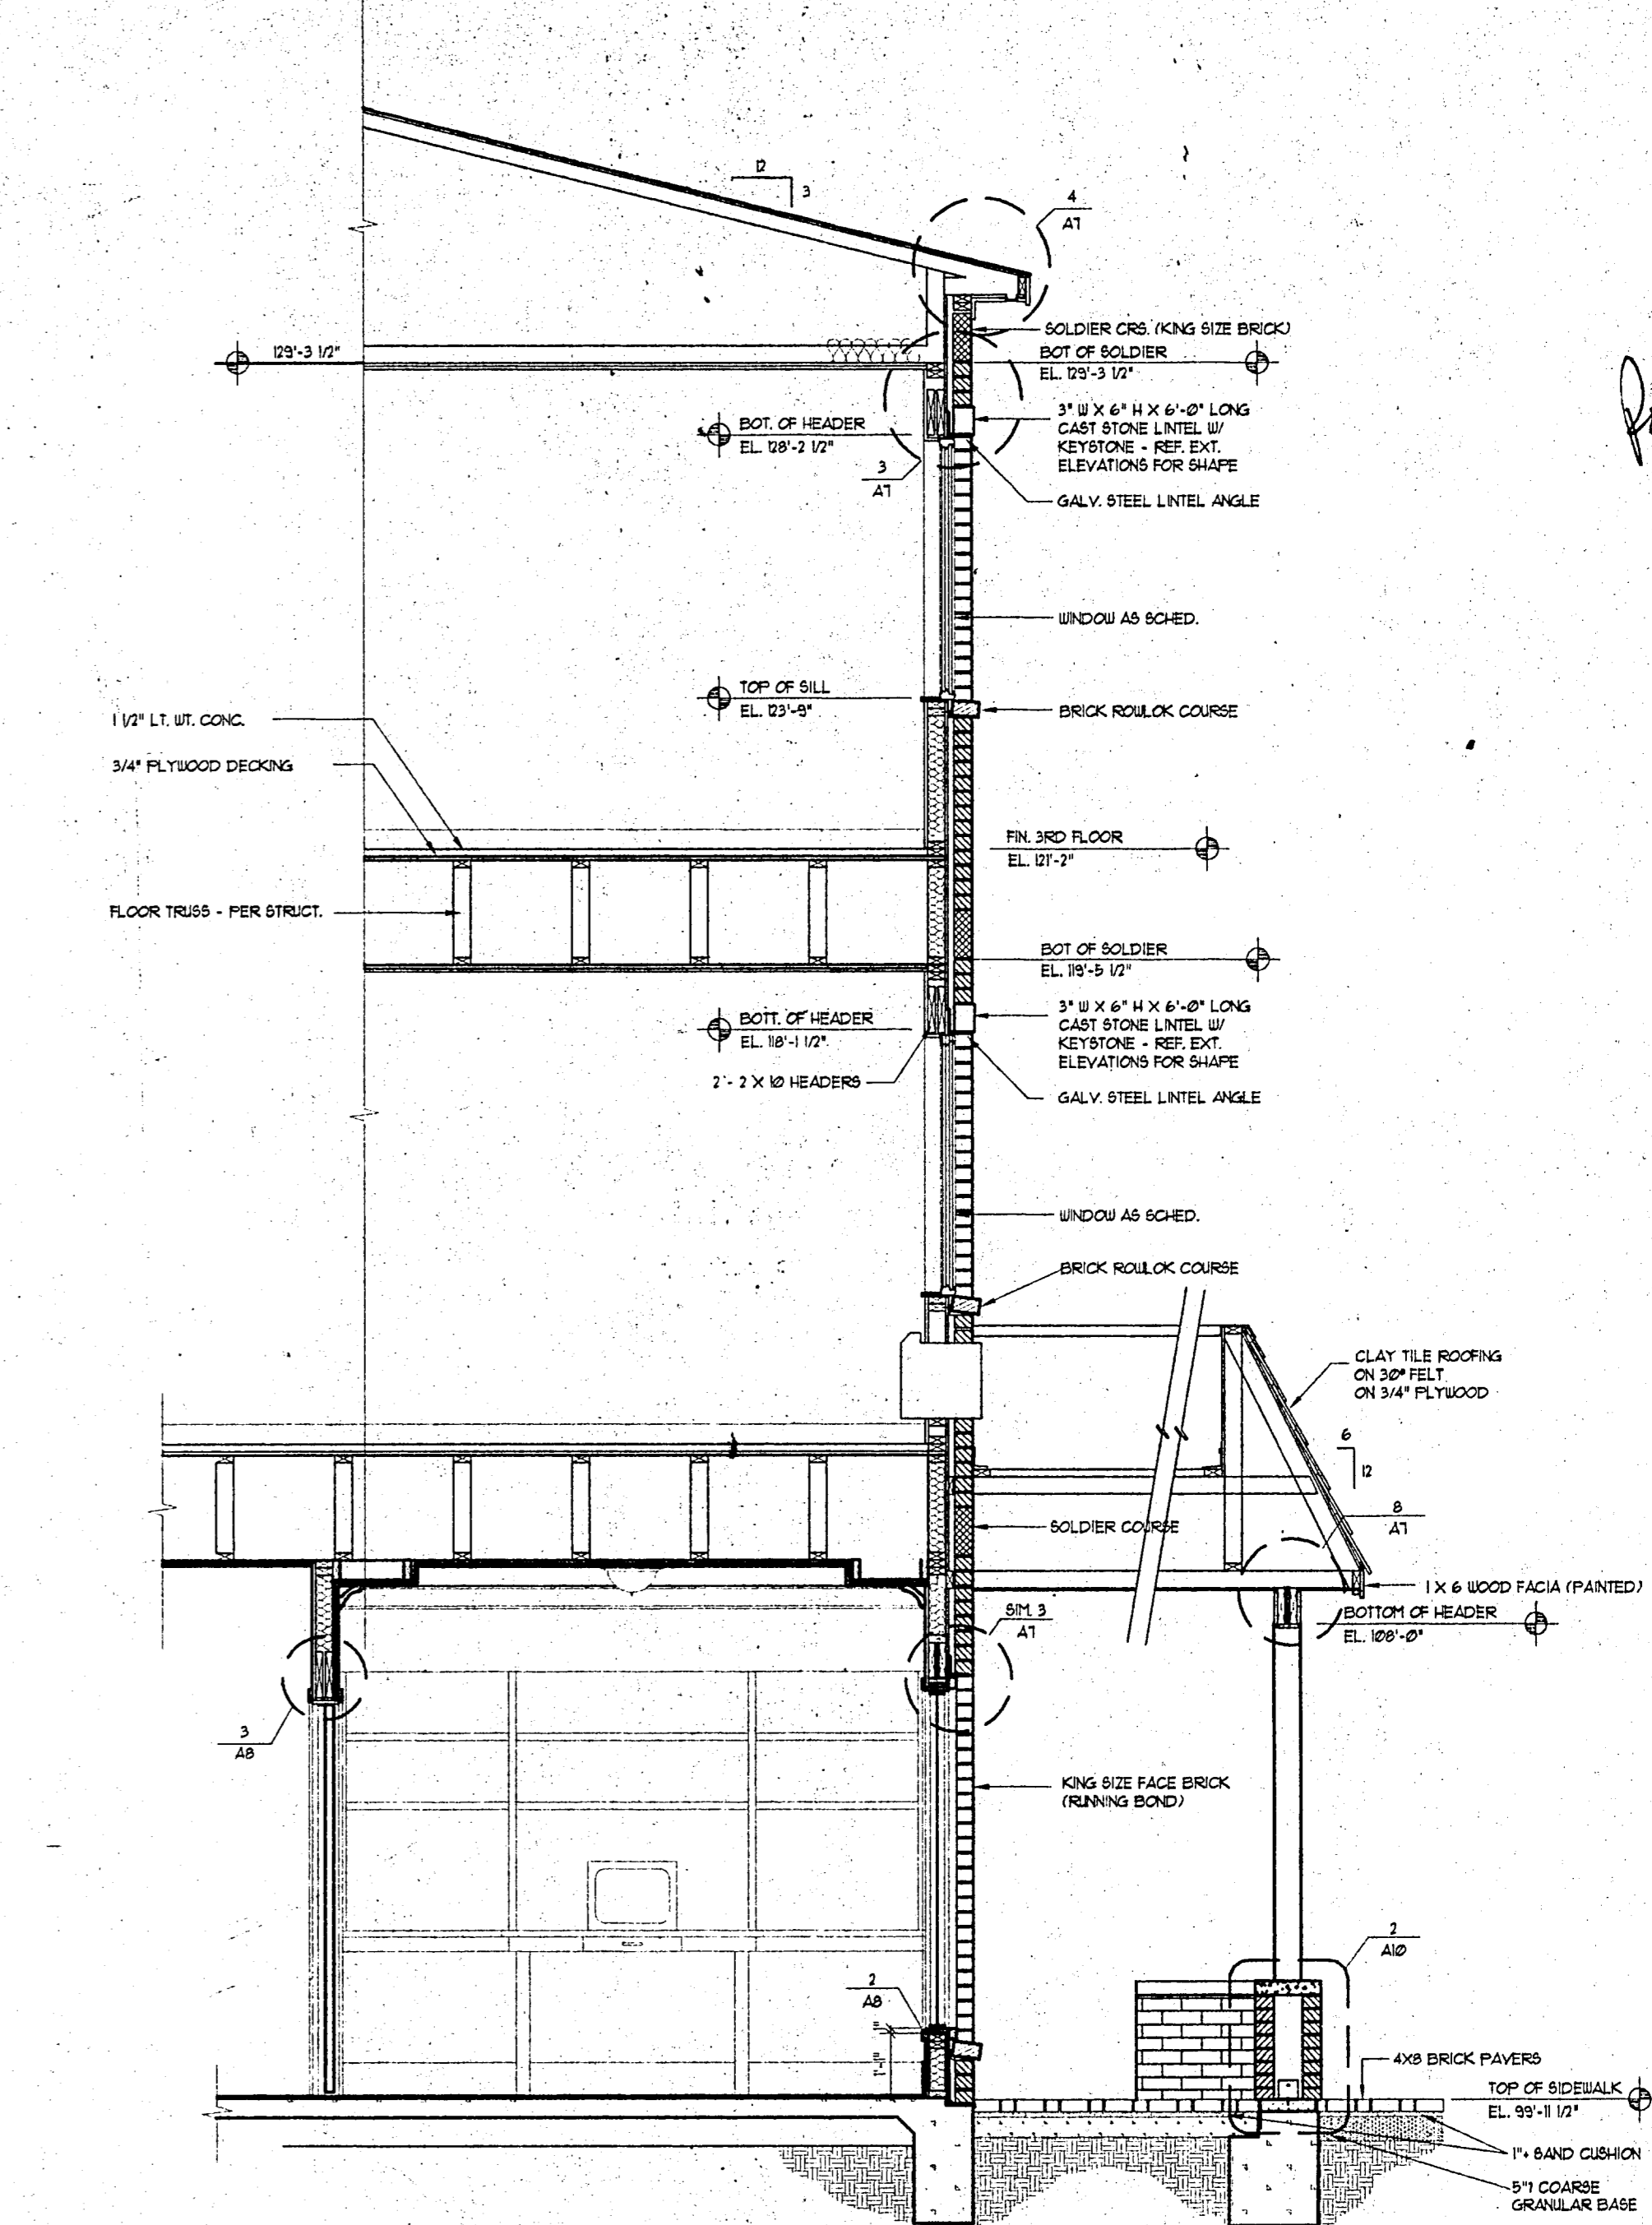 12
3
4
A7
SOLDIER CRS. (KING SIZE BRICK)
129'-3 1/2"
BOT OF SOLDIER
EL. 129'-3 1/2"
3" W X 6" H X 6'-0" LONG
CAST STONE LINTEL W/
KEYSTONE - REF. EXT.
ELEVATIONS FOR SHAPE
BOT. OF HEADER
EL. 128'-2 1/2"
3
A7
GALV. STEEL LINTEL ANGLE
WINDOW AS SCHED.
TOP OF SILL
EL. 123'-9"
BRICK ROWLOK COURSE
1 1/2" LT. WT. CONC.
3/4" PLYWOOD DECKING
FIN. 3RD FLOOR
EL. 121'-2"
FLOOR TRUSS - PER STRUCT.
BOT OF SOLDIER
EL. 119'-5 1/2"
3" W X 6" H X 6'-0" LONG
CAST STONE LINTEL W/
KEYSTONE - REF. EXT.
ELEVATIONS FOR SHAPE
BOTT. OF HEADER
EL. 118'-1 1/2"
2 - 2 X 10 HEADERS
GALV. STEEL LINTEL ANGLE
WINDOW AS SCHED.
BRICK ROWLOK COURSE
CLAY TILE ROOFING
ON 30# FELT
ON 3/4" PLYWOOD
6
12
8
A7
SOLDIER COURSE
1 X 6 WOOD FACIA (PAINTED)
SIM. 3
A7
BOTTOM OF HEADER
EL. 108'-0"
3
A8
KING SIZE FACE BRICK
(RUNNING BOND)
2
A10
2
A8
1"
1'-1"
4X8 BRICK PAVERS
TOP OF SIDEWALK
EL. 99'-11 1/2"
1"+ SAND CUSHION
5"? COARSE
GRANULAR BASE